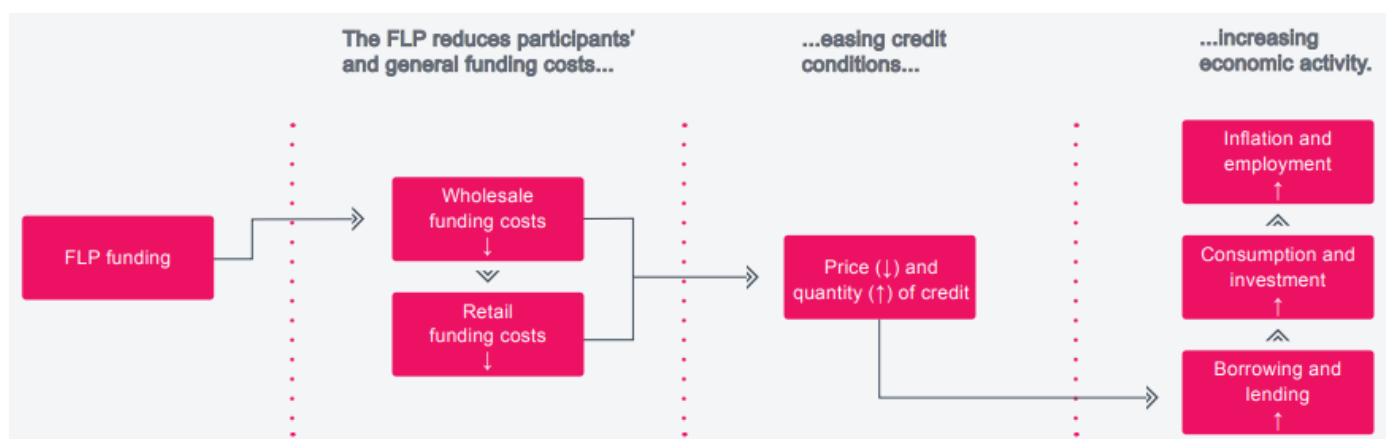 The FLP reduces participants'
and general funding costs...
...easing credit
conditions...
...increasing
economic activity.
FLP funding
Wholesale
funding costs
↓
Retail
funding costs
↓
Price (↓) and
quantity (↑) of credit
Inflation and
employment
↑
Consumption and
investment
↑
Borrowing and
lending
↑